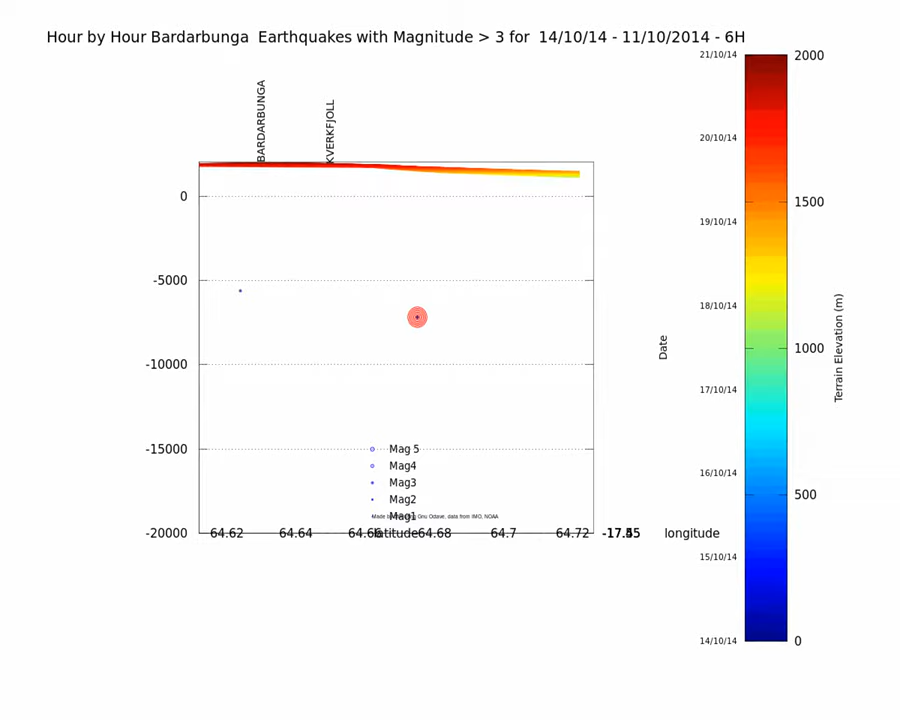 Hour by Hour Bardarbunga  Earthquakes with Magnitude > 3 for  14/10/14 - 11/10/2014 - 6H
BARDARBUNGA
KVERKFJOLL
0
-5000
-10000
-15000
-20000
Mag 5
Mag4
Mag3
Mag2
Mag1
64.62
64.64
64.66
latitude
64.68
64.7
64.72
longitude
Date
21/10/14
20/10/14
19/10/14
18/10/14
17/10/14
16/10/14
15/10/14
14/10/14
2000
1500
1000
500
0
Terrain Elevation (m)